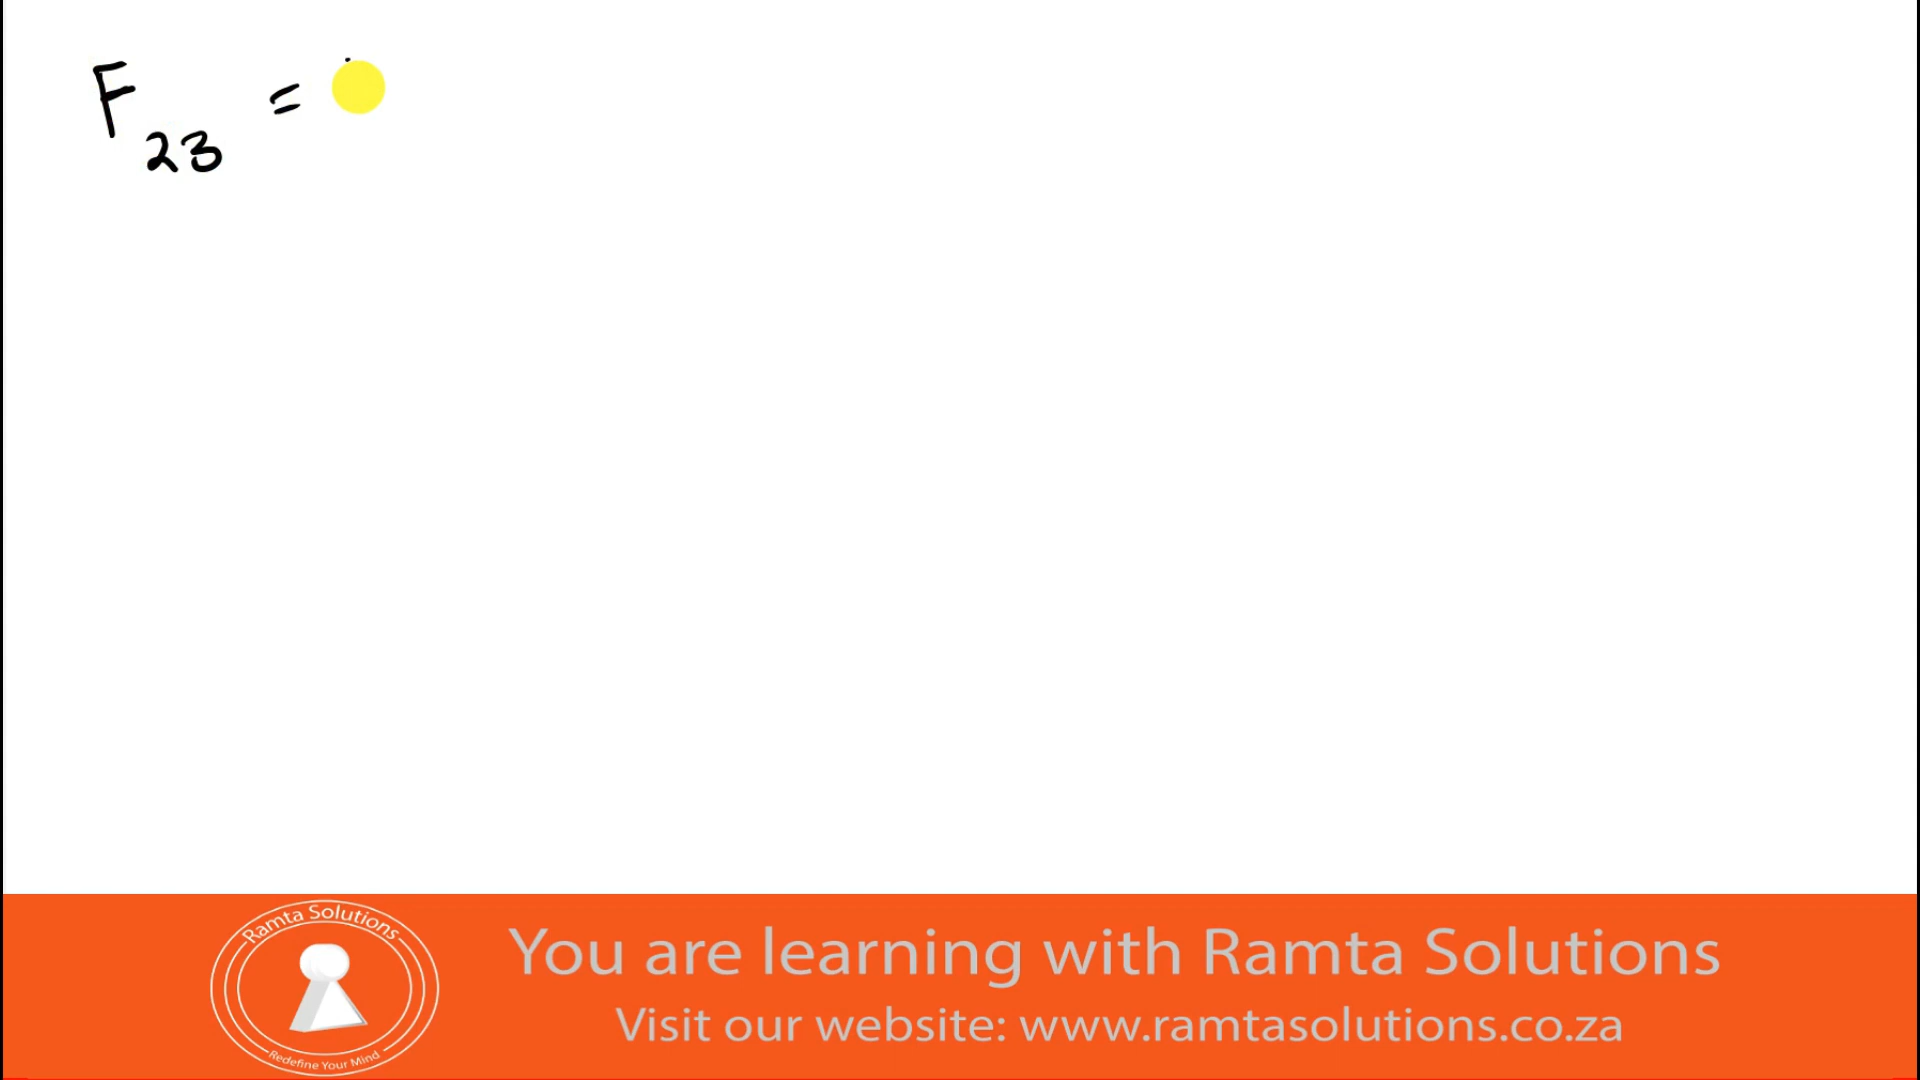 F₂₃ =
Ramta Solutions
Redefine Your Mind
You are learning with Ramta Solutions
Visit our website: www.ramtasolutions.co.za